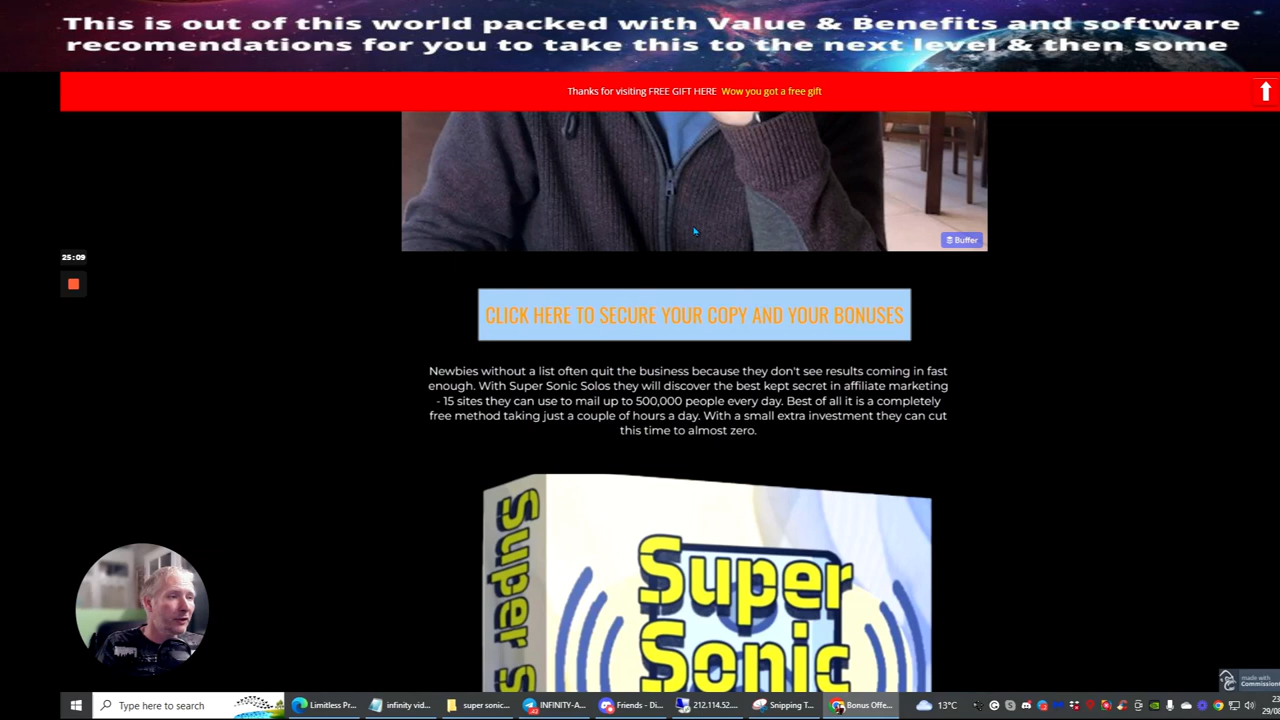 This is out of this world packed with Value & Benefits and software
recomendations for you to take this to the next level & then some
Thanks for visiting FREE GIFT HERE Wow you got a free gift
Buffer
25:09
CLICK HERE TO SECURE YOUR COPY AND YOUR BONUSES
Newbies without a list often quit the business because they don't see results coming in fast
enough. With Super Sonic Solos they will discover the best kept secret in affiliate marketing
- 15 sites they can use to mail up to 500,000 people every day. Best of all it is a completely
free method taking just a couple of hours a day. With a small extra investment they can cut
this time to almost zero.
Super S
Super
Sonic
made with
Commission
Type here to search
Limitless Pr...
infinity vid...
super sonic...
INFINITY-A...
Friends - Di...
212.114.52....
Snipping T...
Bonus Offe...
13°C
29/08